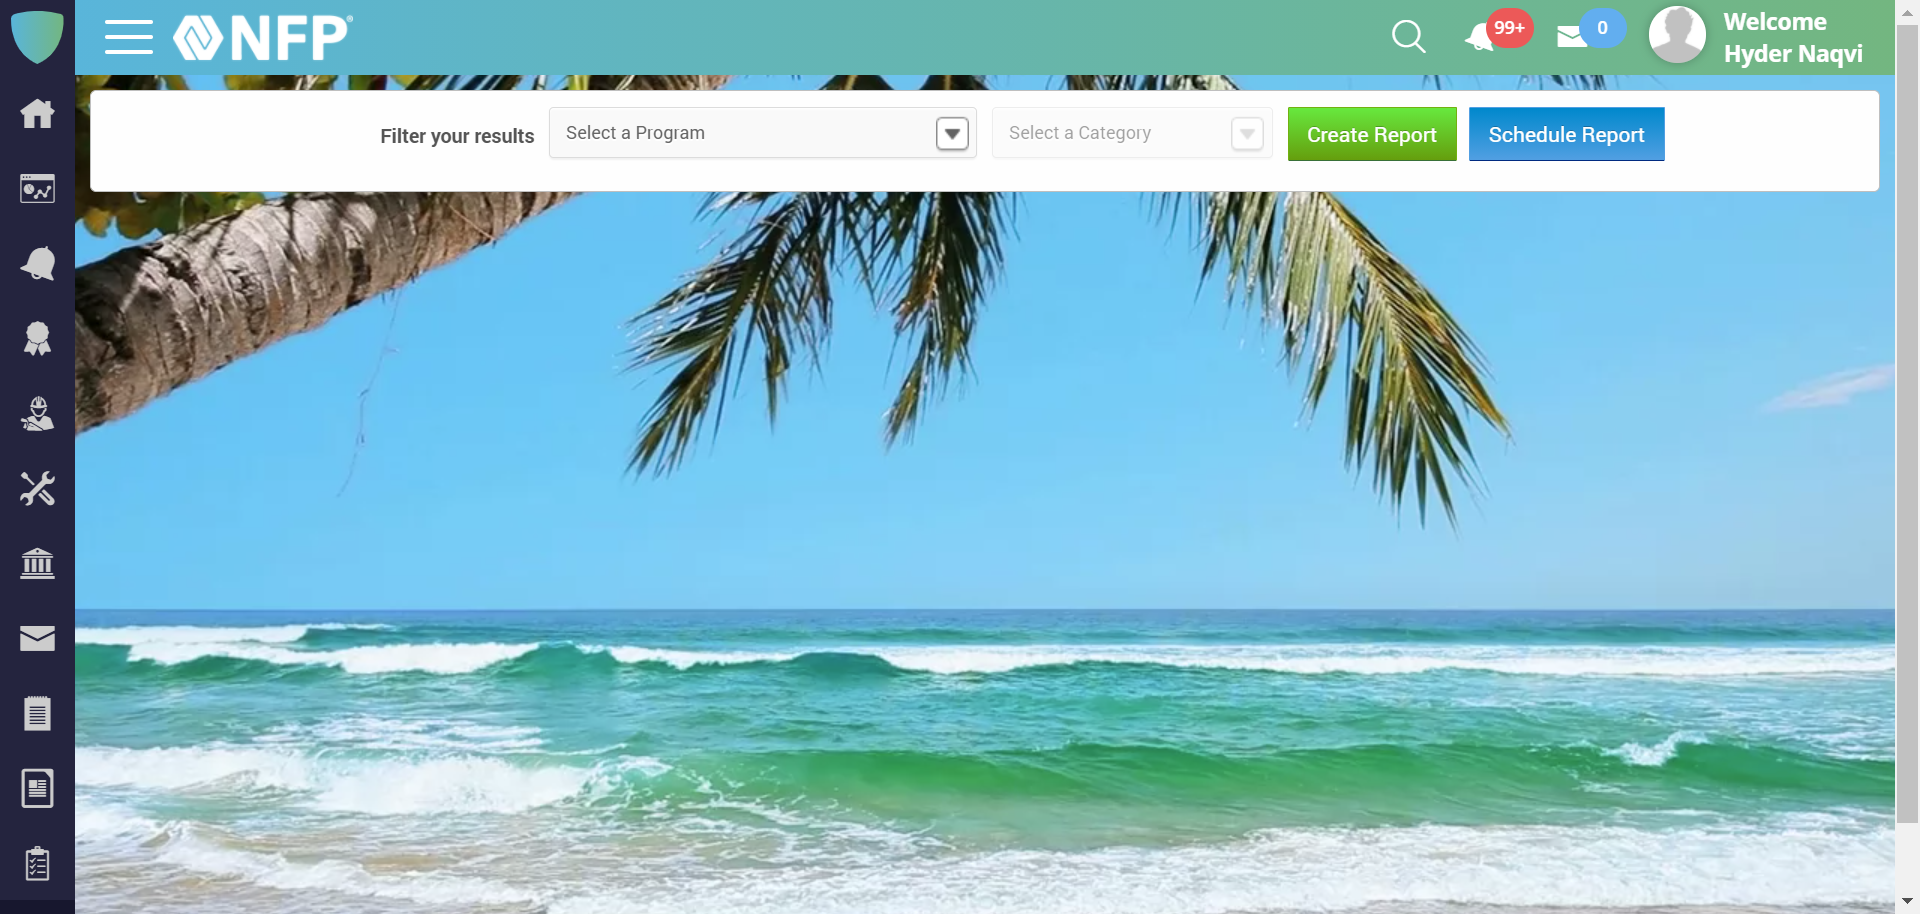 NFP®
99+
0
Welcome
Hyder Naqvi
Filter your results
Select a Program
Select a Category
Create Report
Schedule Report